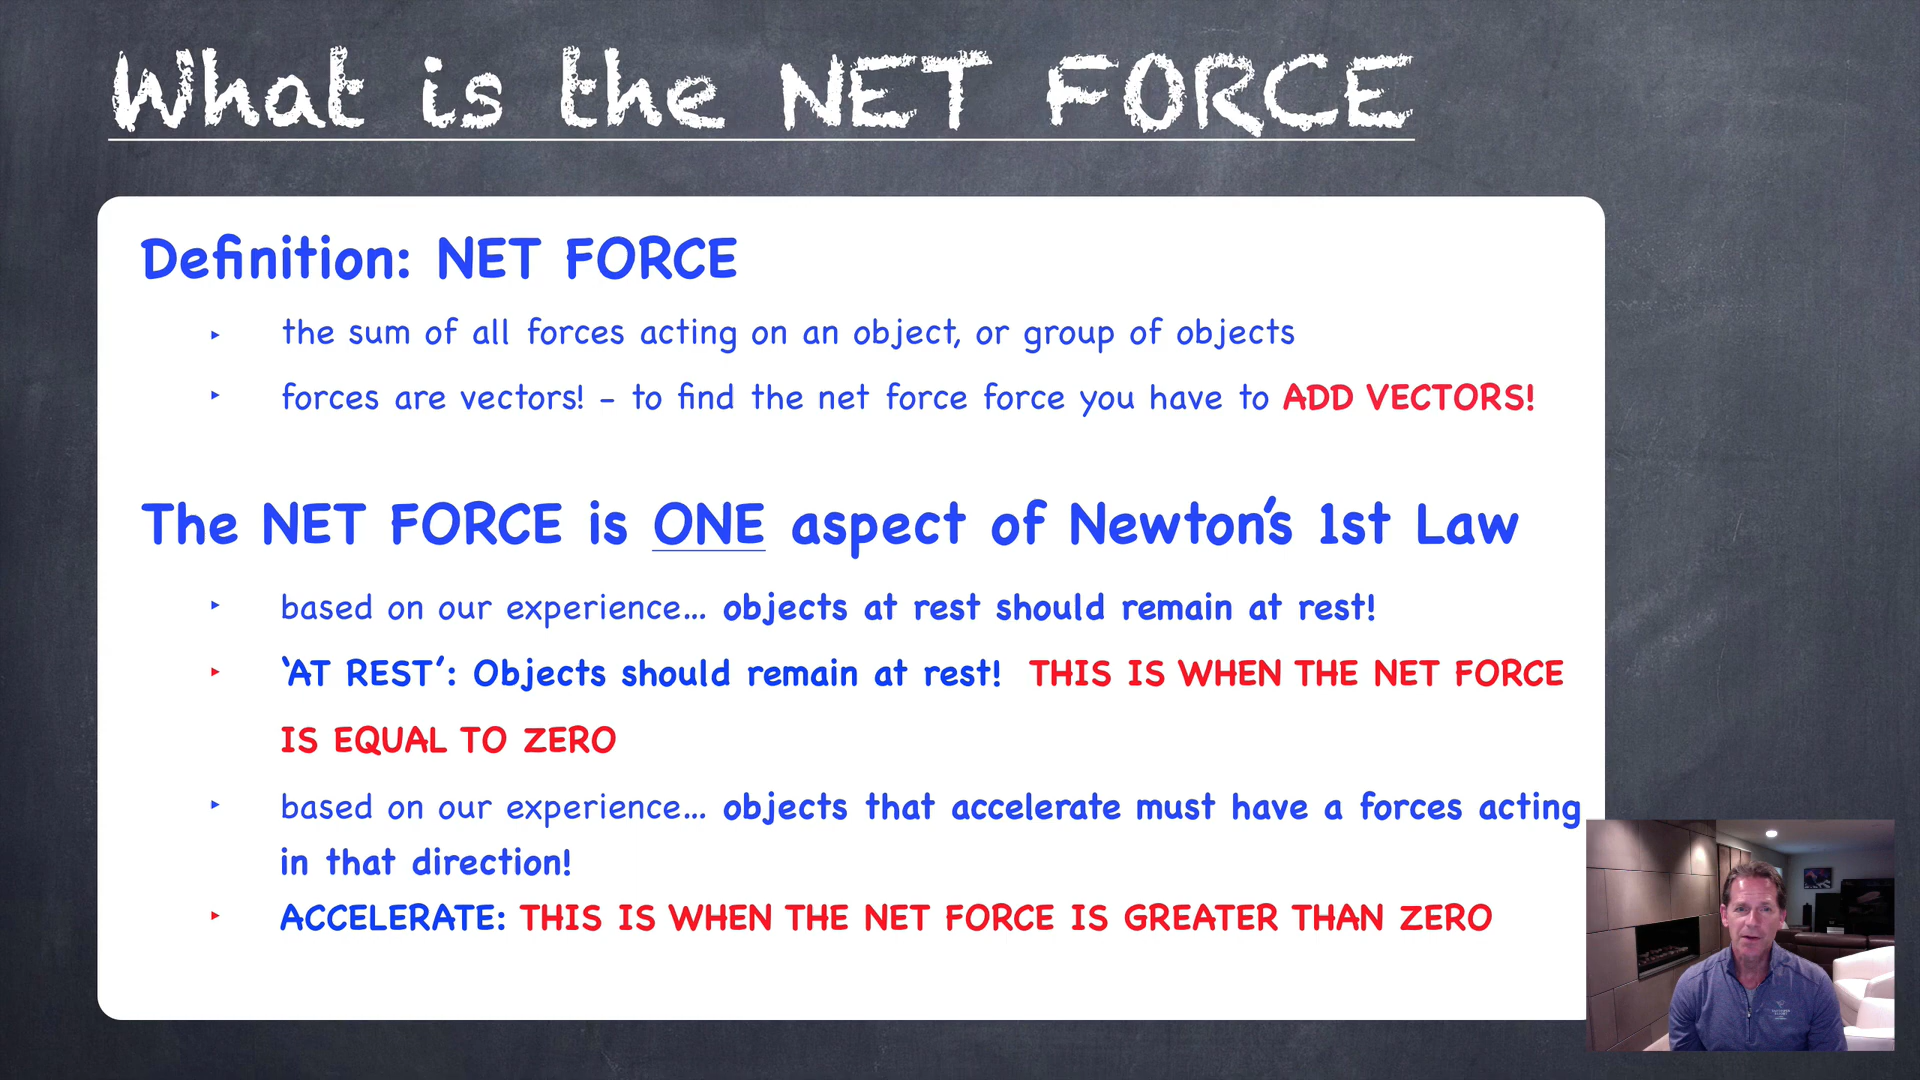 What is the NET FORCE
Definition: NET FORCE
‣ the sum of all forces acting on an object, or group of objects
‣ forces are vectors! - to find the net force force you have to ADD VECTORS!
The NET FORCE is ONE aspect of Newton’s 1st Law
‣ based on our experience... objects at rest should remain at rest!
‣ ‘AT REST’: Objects should remain at rest! THIS IS WHEN THE NET FORCE
IS EQUAL TO ZERO
‣ based on our experience... objects that accelerate must have a forces acting
in that direction!
‣ ACCELERATE: THIS IS WHEN THE NET FORCE IS GREATER THAN ZERO